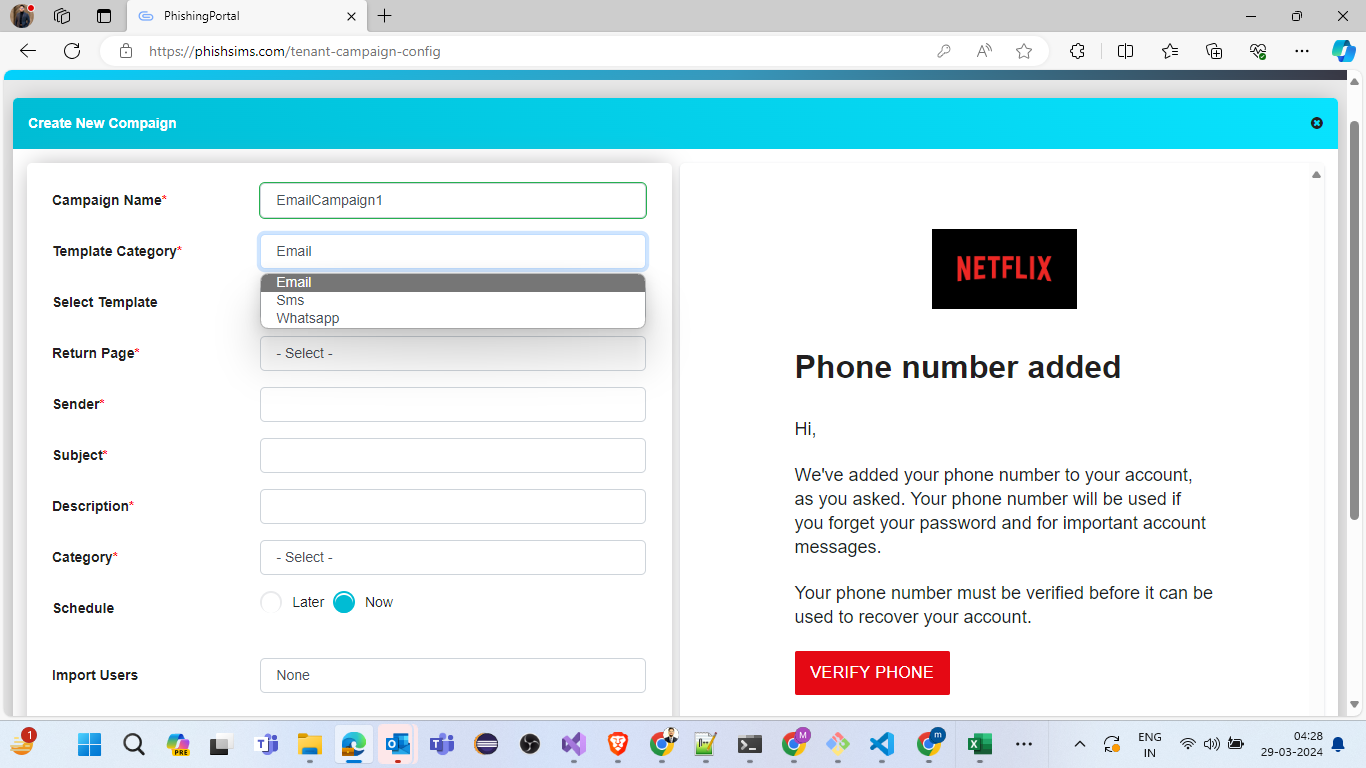 PhishingPortal
https://phishsims.com/tenant-campaign-config
Create New Compaign
Campaign Name*
EmailCampaign1
Template Category*
Email
Email
Sms
Whatsapp
Select Template
Return Page*
- Select -
Sender*
Subject*
Description*
Category*
- Select -
Schedule
Later
Now
Import Users
None
NETFLIX
Phone number added
Hi,
We've added your phone number to your account,
as you asked. Your phone number will be used if
you forget your password and for important account
messages.
Your phone number must be verified before it can be
used to recover your account.
VERIFY PHONE
1
PRE
M
m
ENG
IN
04:28
29-03-2024